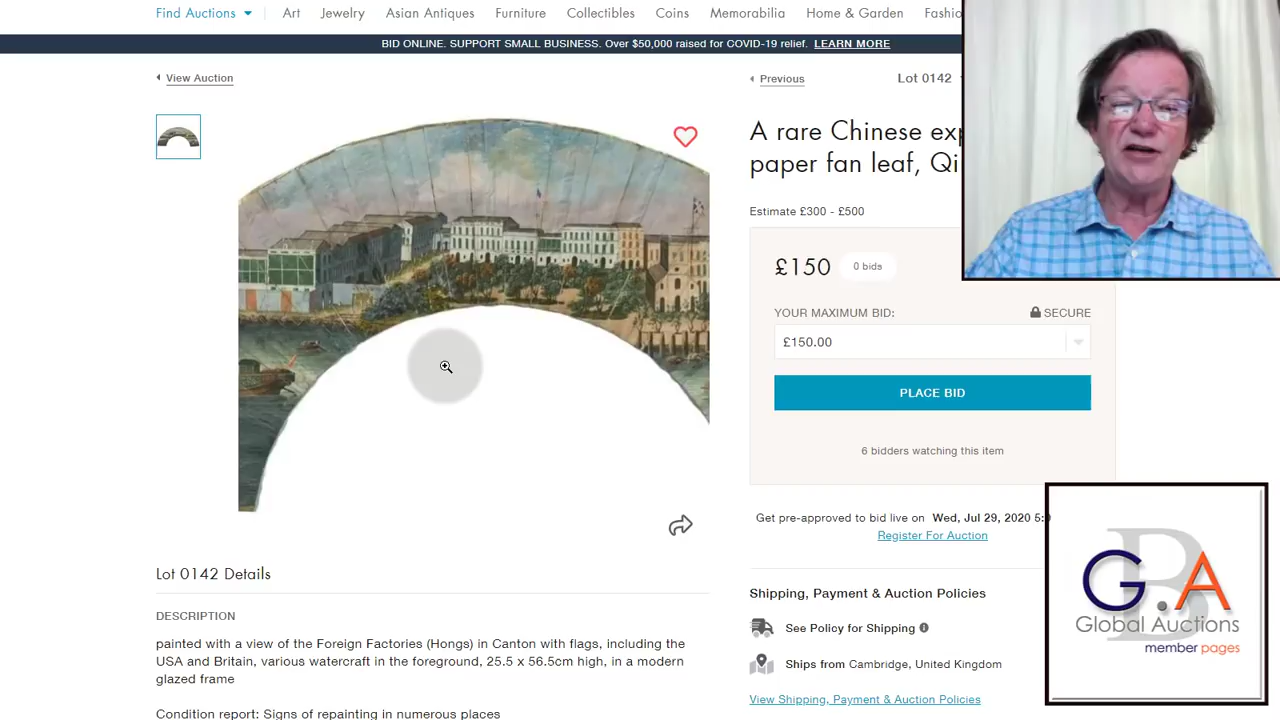 Find Auctions
Art
Jewelry
Asian Antiques
Furniture
Collectibles
Coins
Memorabilia
Home & Garden
Fashio
BID ONLINE. SUPPORT SMALL BUSINESS. Over $50,000 raised for COVID-19 relief. LEARN MORE
View Auction
Previous
Lot 0142
A rare Chinese exp
paper fan leaf, Qi
Estimate £300 - £500
£150
0 bids
YOUR MAXIMUM BID:
SECURE
£150.00
PLACE BID
6 bidders watching this item
Get pre-approved to bid live on Wed, Jul 29, 2020 5:
Register For Auction
Shipping, Payment & Auction Policies
See Policy for Shipping
Ships from Cambridge, United Kingdom
View Shipping, Payment & Auction Policies
Lot 0142 Details
DESCRIPTION
painted with a view of the Foreign Factories (Hongs) in Canton with flags, including the
USA and Britain, various watercraft in the foreground, 25.5 x 56.5cm high, in a modern
glazed frame
Condition report: Signs of repainting in numerous places
B
G.A
Global Auctions
member pages